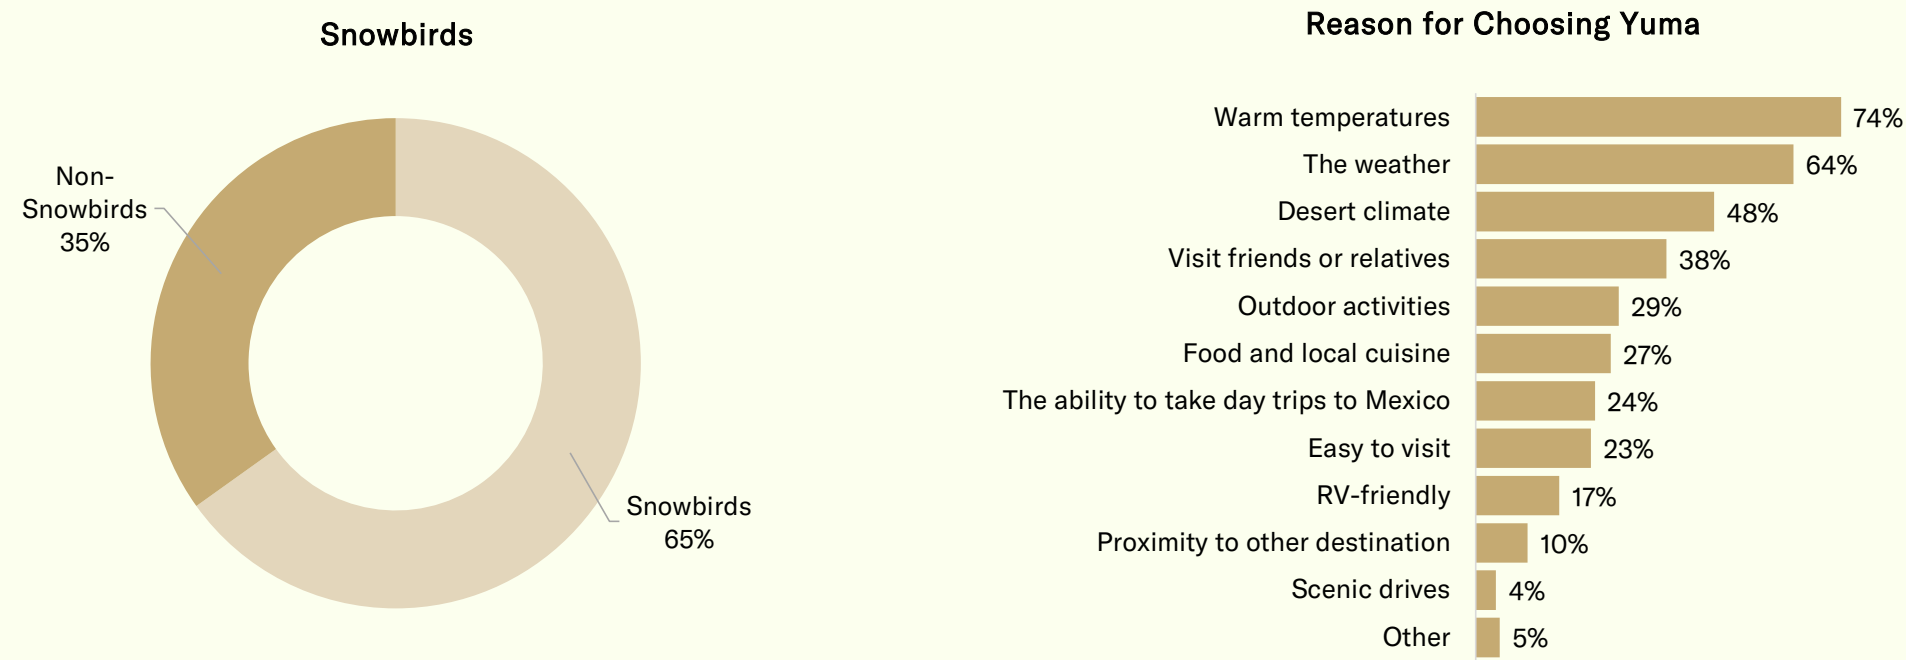 Snowbirds
Non-
Snowbirds
35%
Snowbirds
65%
Reason for Choosing Yuma
Warm temperatures 74%
The weather 64%
Desert climate 48%
Visit friends or relatives 38%
Outdoor activities 29%
Food and local cuisine 27%
The ability to take day trips to Mexico 24%
Easy to visit 23%
RV-friendly 17%
Proximity to other destination 10%
Scenic drives 4%
Other 5%